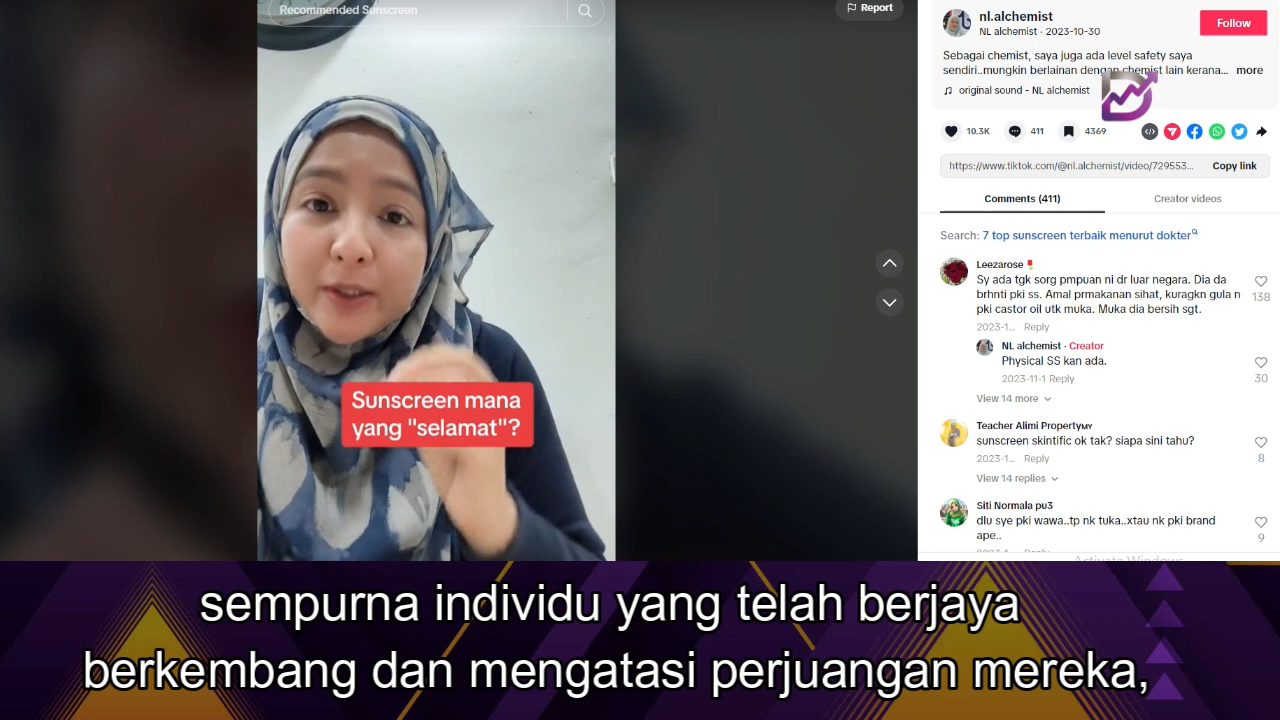 Recommended Sunscreen
Report
Sunscreen mana
yang "selamat"?
nl.alchemist
NL alchemist · 2023-10-30
Follow
Sebagai chemist, saya juga ada level safety saya
sendiri..mungkin berlainan dengan chemist lain kerana... more
original sound - NL alchemist
10.3K
411
4369
https://www.tiktok.com/@nl.alchemist/video/729553...
Copy link
Comments (411)
Creator videos
Search: 7 top sunscreen terbaik menurut dokter
Leezarose
Sy ada tgk sorg pmpuan ni dr luar negara. Dia da
brhnti pki ss. Amal prmakanan sihat, kuragkn gula n
pki castor oil utk muka. Muka dia bersih sgt.
138
2023-1... Reply
NL alchemist · Creator
Physical SS kan ada.
30
2023-11-1 Reply
View 14 more
Teacher Alimi Propertyᴍʏ
sunscreen skintific ok tak? siapa sini tahu?
8
2023-1... Reply
View 14 replies
Siti Normala pu3
dlu sye pki wawa..tp nk tuka..xtau nk pki brand
ape..
9
sempurna individu yang telah berjaya
berkembang dan mengatasi perjuangan mereka,